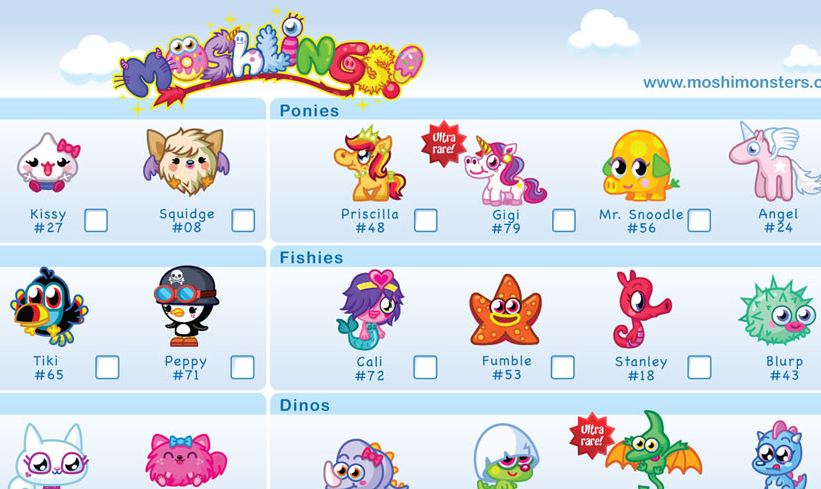 MOSHLINGS
www.moshimonsters.c
Ponies
Kissy
#27
Squidge
#08
Priscilla
#48
Ultra
rare!
Gigi
#79
Mr. Snoodle
#56
Angel
#24
Fishies
Tiki
#65
Peppy
#71
Cali
#72
Fumble
#53
Stanley
#18
Blurp
#43
Dinos
Ultra
rare!